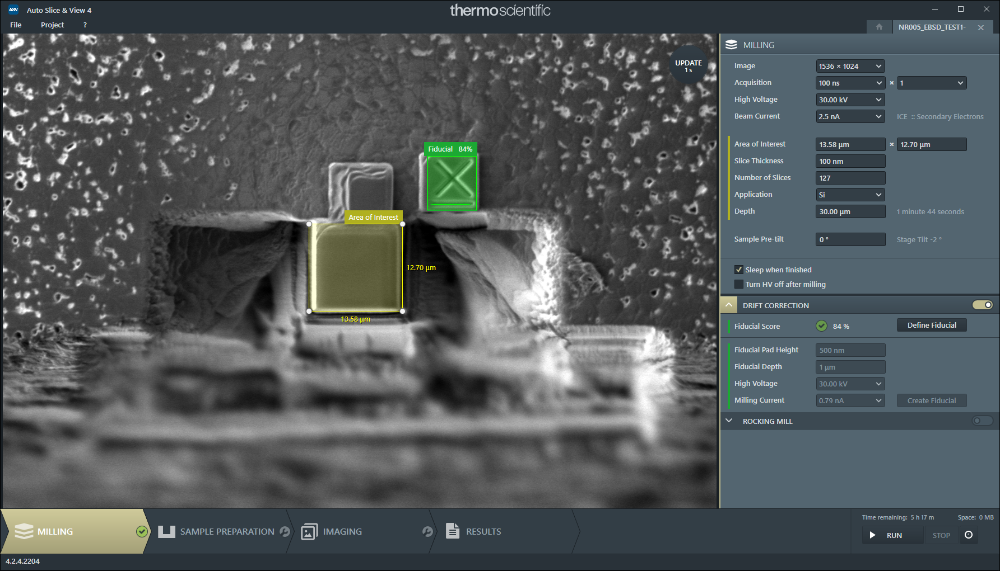 ASV Auto Slice & View 4
thermo scientific
File Project ?
NR005_EBSD_TEST1-
UPDATE
1 s
Fiducial 84%
Area of Interest
12.70 µm
13.58 µm
MILLING
Image 1536 × 1024
Acquisition 100 ns × 1
High Voltage 30.00 kV
Beam Current 2.5 nA ICE :: Secondary Electrons
Area of Interest 13.58 µm × 12.70 µm
Slice Thickness 100 nm
Number of Slices 127
Application Si
Depth 30.00 µm 1 minute 44 seconds
Sample Pre-tilt 0 ° Stage Tilt -2 °
Sleep when finished
Turn HV off after milling
DRIFT CORRECTION
Fiducial Score 84 % Define Fiducial
Fiducial Pad Height 500 nm
Fiducial Depth 1 µm
High Voltage 30.00 kV
Milling Current 0.79 nA Create Fiducial
ROCKING MILL
MILLING SAMPLE PREPARATION IMAGING RESULTS
Time remaining: 5 h 17 m Space: 0 MB
RUN STOP
4.2.4.2204